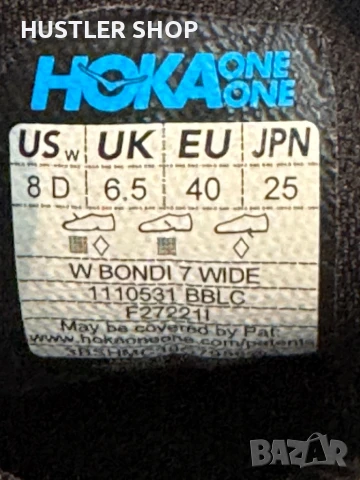 HUSTLER SHOP
HOKA ONE ONE
US w UK EU JPN
8 D 6.5 40 25
W BONDI 7 WIDE
1110531 BBLC
F27221I
May be covered by Pat:
www.hokaoneone.com/patents
BAZAR